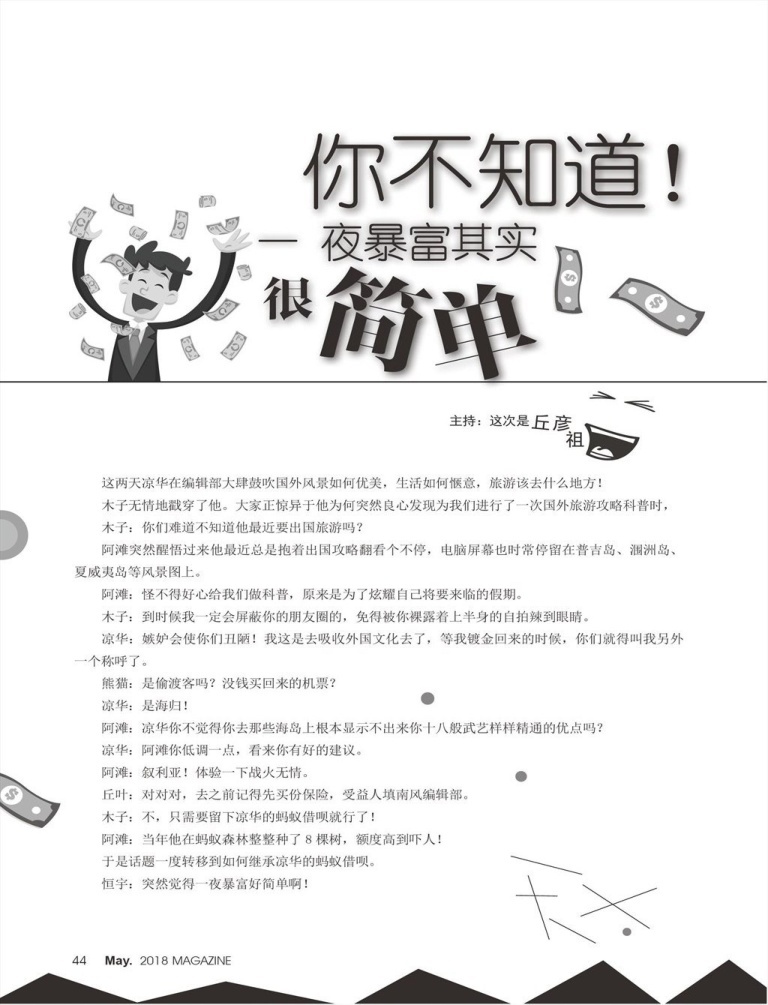 你不知道！
一 夜暴富其实
很简单
主持：这次是 丘彦
祖
这两天凉华在编辑部大肆鼓吹国外风景如何优美，生活如何惬意，旅游该去什么地方！
木子无情地戳穿了他。大家正惊异于他为何突然良心发现为我们进行了一次国外旅游攻略科普时，
木子：你们难道不知道他最近要出国旅游吗？
阿滩突然醒悟过来他最近总是抱着出国攻略翻看个不停，电脑屏幕也时常停留在普吉岛、涠洲岛、
夏威夷岛等风景图上。
阿滩：怪不得好心给我们做科普，原来是为了炫耀自己将要来临的假期。
木子：到时候我一定会屏蔽你的朋友圈的，免得被你裸露着上半身的自拍辣到眼睛。
凉华：嫉妒会使你们丑陋！我这是去吸收外国文化去了，等我镀金回来的时候，你们就得叫我另外
一个称呼了。
熊猫：是偷渡客吗？没钱买回来的机票？
凉华：是海归！
阿滩：凉华你不觉得你去那些海岛上根本显示不出来你十八般武艺样样精通的优点吗？
凉华：阿滩你低调一点，看来你有好的建议。
阿滩：叙利亚！体验一下战火无情。
丘叶：对对对，去之前记得先买份保险，受益人填南风编辑部。
木子：不，只需要留下凉华的蚂蚁借呗就行了！
阿滩：当年他在蚂蚁森林整整种了 8 棵树，额度高到吓人！
于是话题一度转移到如何继承凉华的蚂蚁借呗。
恒宇：突然觉得一夜暴富好简单啊！
44 May. 2018 MAGAZINE